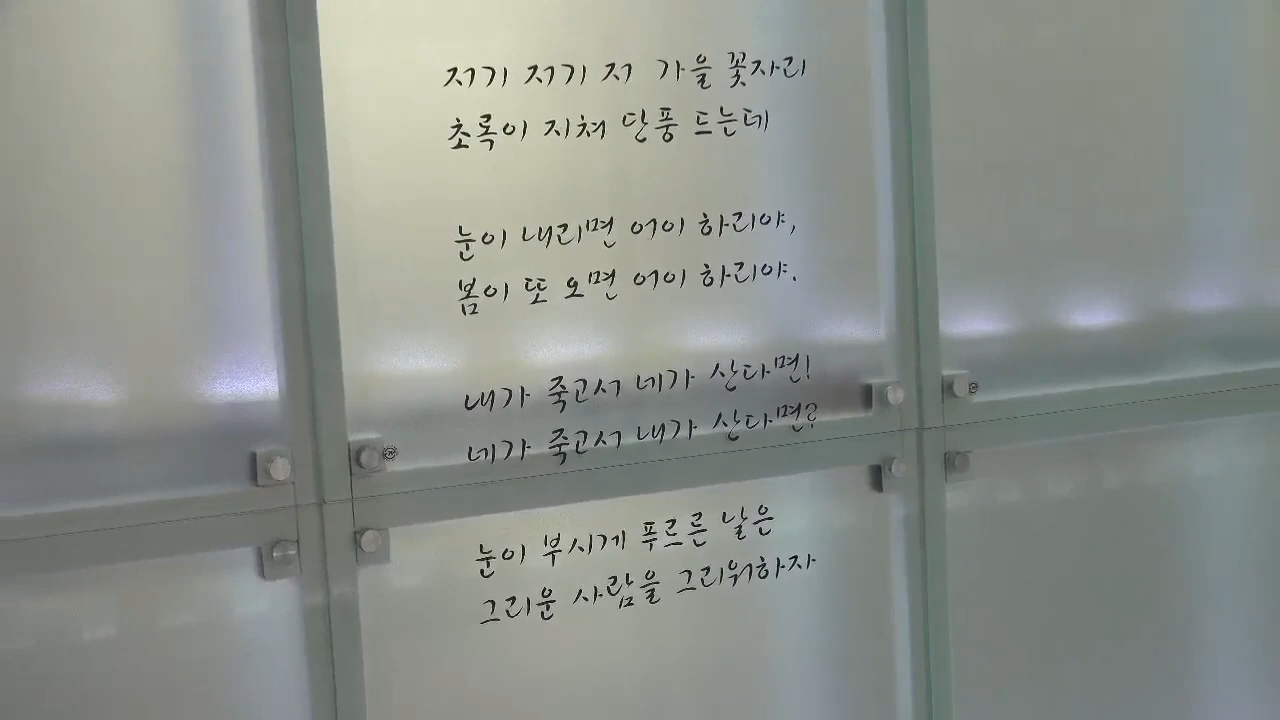 저기 저기 저 가을 꽃자리
초록이 지쳐 단풍 드는데
눈이 내리면 어이 하리야,
봄이 또 오면 어이 하리야.
내가 죽고서 네가 산다면!
네가 죽고서 내가 산다면?
눈이 부시게 푸르른 날은
그리운 사람을 그리워하자